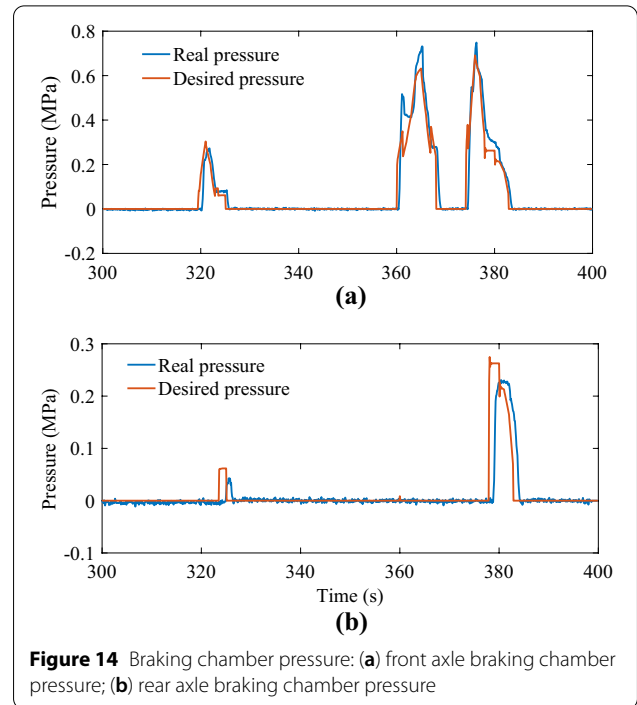 0.8
Real pressure
Desired pressure
0.6
0.4
0.2
0
-0.2
Pressure (MPa)
300 320 340 360 380 400
(a)
0.3
Real pressure
Desired pressure
0.2
0.1
0
-0.1
Pressure (MPa)
300 320 340 360 380 400
Time (s)
(b)
Figure 14 Braking chamber pressure: (a) front axle braking chamber
pressure; (b) rear axle braking chamber pressure